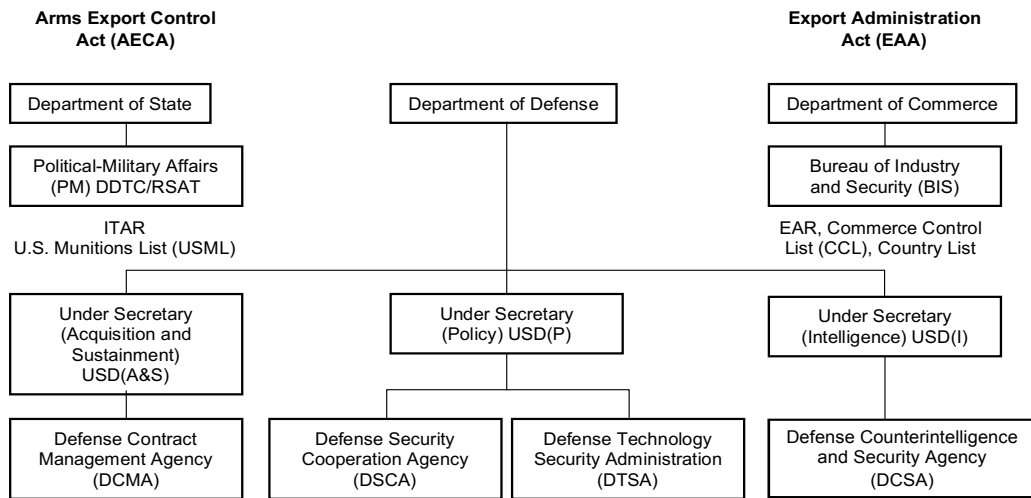 Arms Export Control
Act (AECA)
Export Administration
Act (EAA)
Department of State
Department of Defense
Department of Commerce
Political-Military Affairs
(PM) DDTC/RSAT
Bureau of Industry
and Security (BIS)
ITAR
U.S. Munitions List (USML)
EAR, Commerce Control
List (CCL), Country List
Under Secretary
(Acquisition and
Sustainment)
USD(A&S)
Under Secretary
(Policy) USD(P)
Under Secretary
(Intelligence) USD(I)
Defense Contract
Management Agency
(DCMA)
Defense Security
Cooperation Agency
(DSCA)
Defense Technology
Security Administration
(DTSA)
Defense Counterintelligence
and Security Agency
(DCSA)